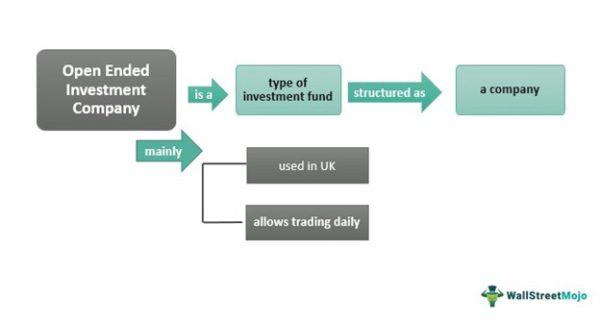 Open Ended
Investment
Company
is a
type of
investment fund
structured as
a company
mainly
used in UK
allows trading daily
WallStreetMojo